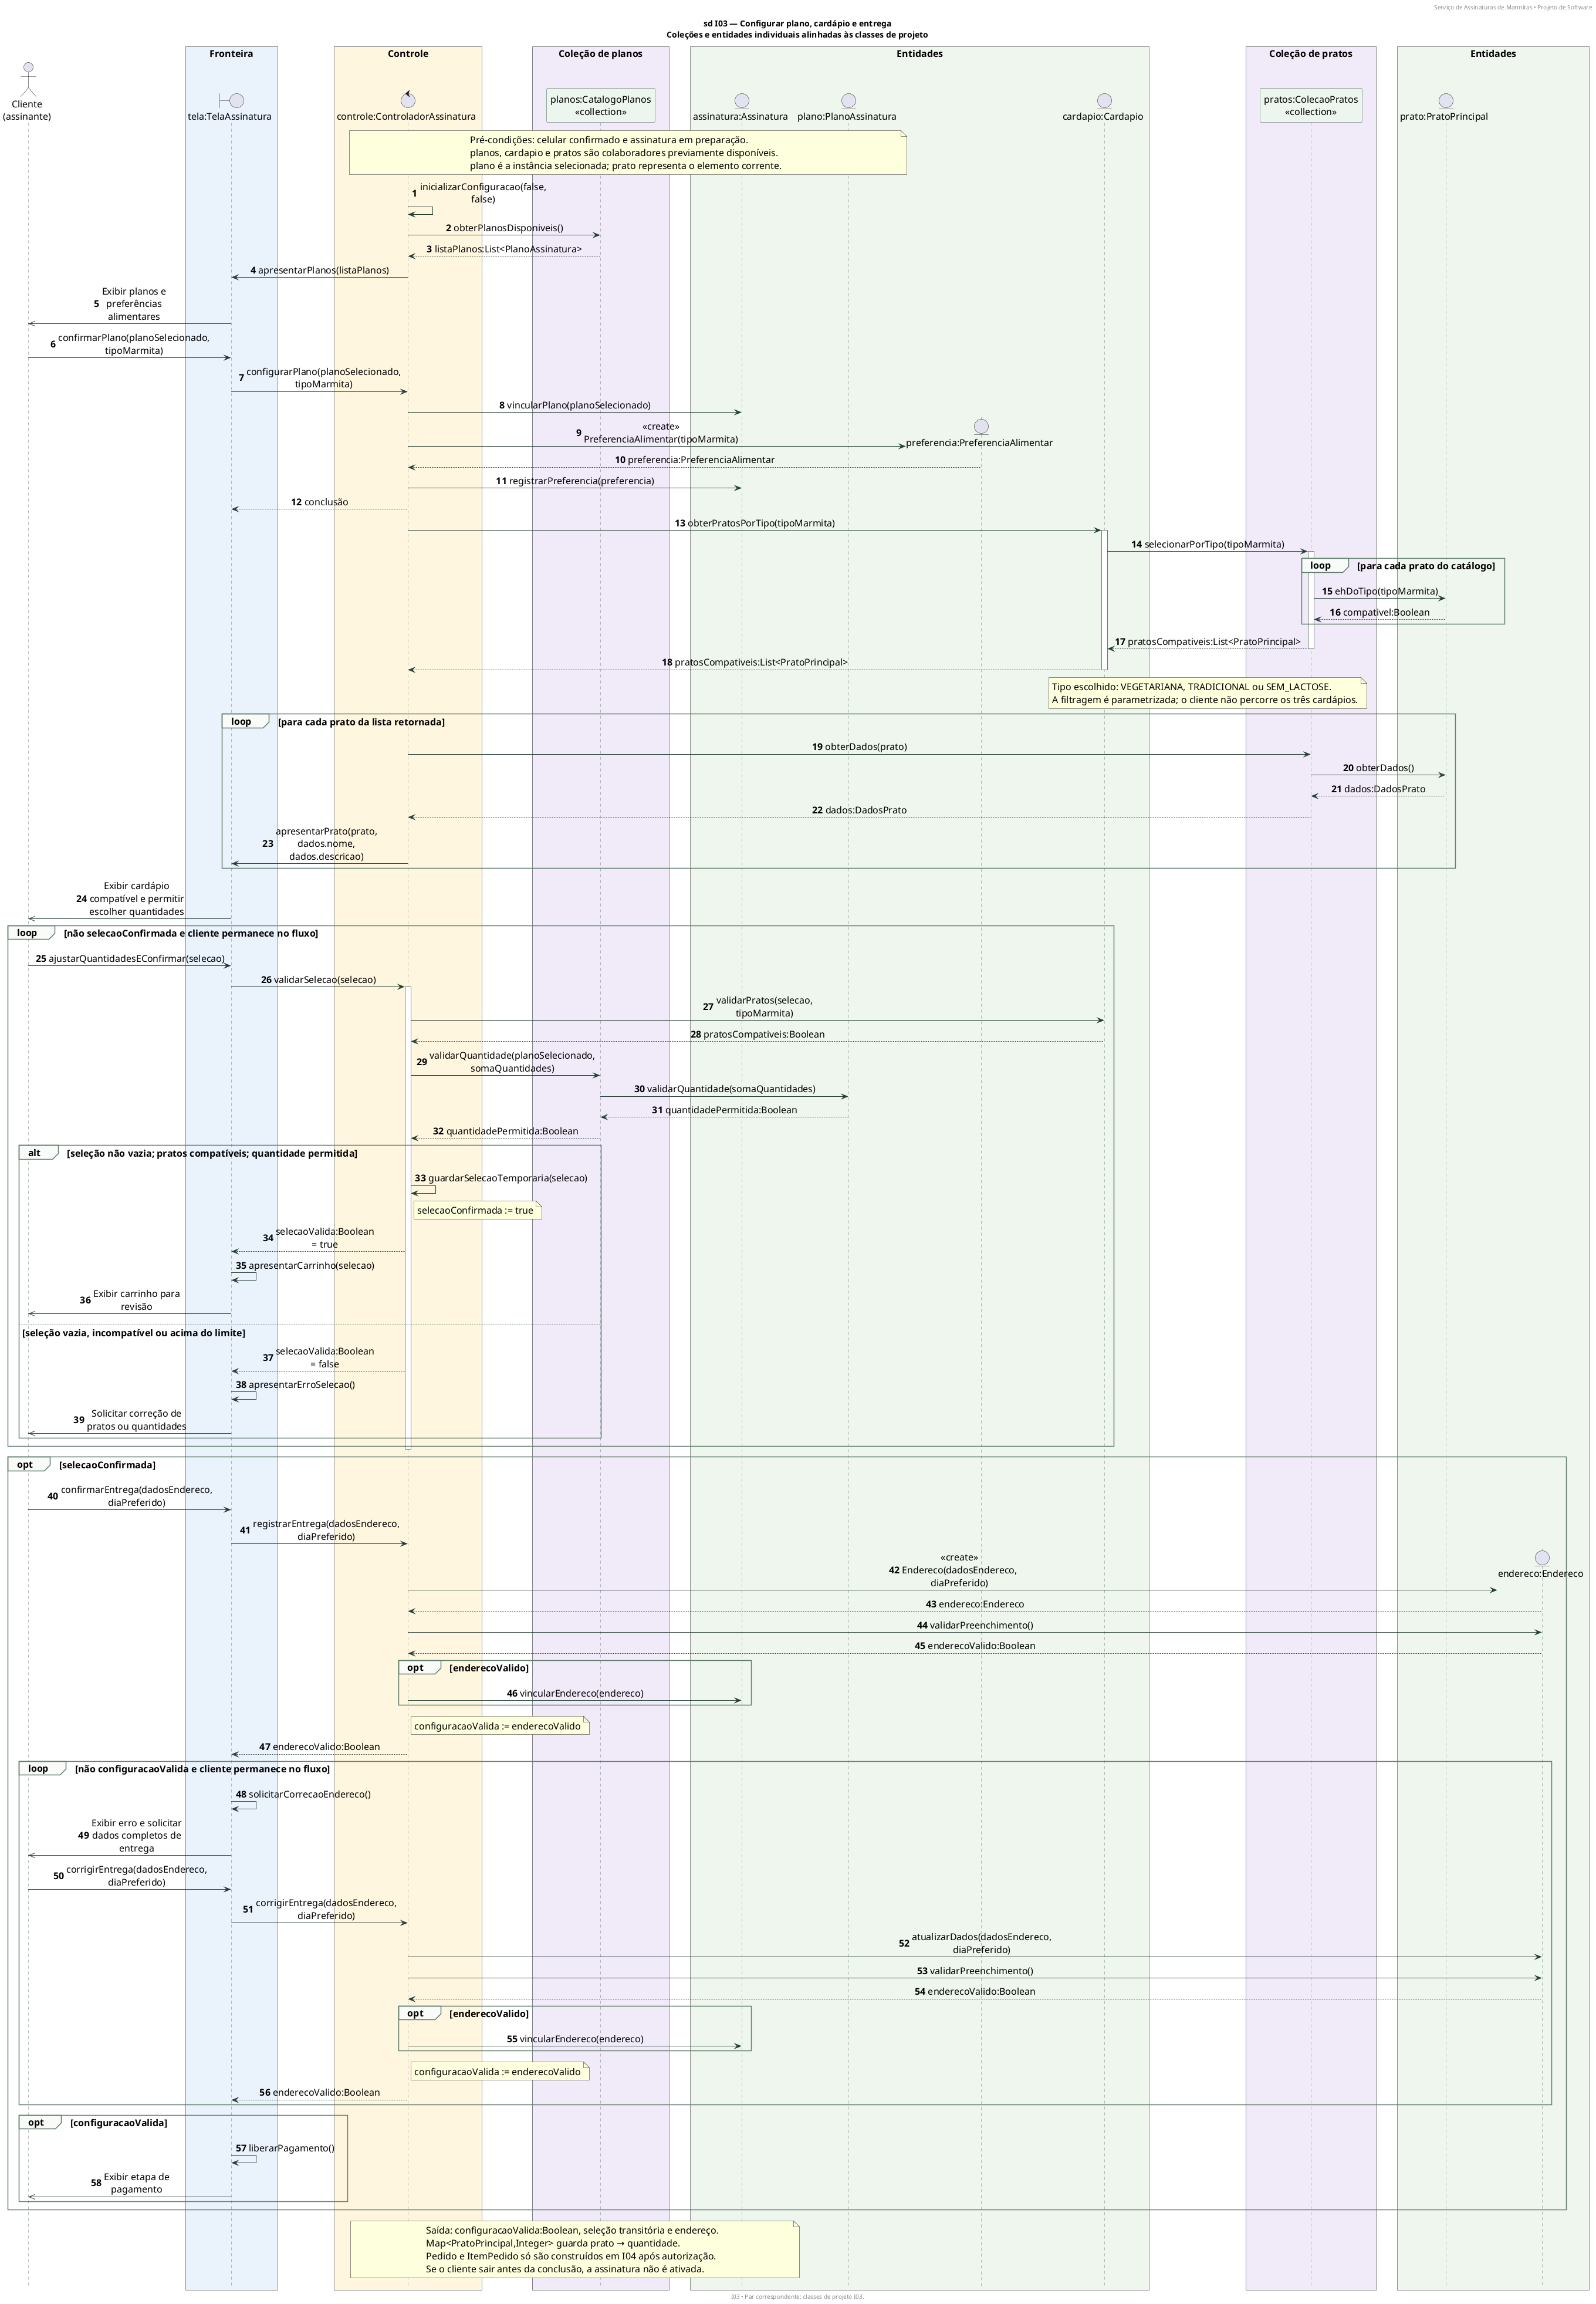 Serviço de Assinaturas de Marmitas • Projeto de Software
sd I03 — Configurar plano, cardápio e entrega
Coleções e entidades individuais alinhadas às classes de projeto
Fronteira
Controle
Coleção de planos
Entidades
Coleção de pratos
Entidades
Cliente
(assinante)
tela:TelaAssinatura
controle:ControladorAssinatura
planos:CatalogoPlanos
«collection»
assinatura:Assinatura
plano:PlanoAssinatura
cardapio:Cardapio
pratos:ColecaoPratos
«collection»
prato:PratoPrincipal
Pré-condições: celular confirmado e assinatura em preparação.
planos, cardapio e pratos são colaboradores previamente disponíveis.
plano é a instância selecionada; prato representa o elemento corrente.
1 inicializarConfiguracao(false,
false)
2 obterPlanosDisponiveis()
3 listaPlanos:List<PlanoAssinatura>
4 apresentarPlanos(listaPlanos)
5 Exibir planos e
preferências
alimentares
6 confirmarPlano(planoSelecionado,
tipoMarmita)
7 configurarPlano(planoSelecionado,
tipoMarmita)
8 vincularPlano(planoSelecionado)
9 «create»
PreferenciaAlimentar(tipoMarmita)
preferencia:PreferenciaAlimentar
10 preferencia:PreferenciaAlimentar
11 registrarPreferencia(preferencia)
12 conclusão
13 obterPratosPorTipo(tipoMarmita)
14 selecionarPorTipo(tipoMarmita)
loop [para cada prato do catálogo]
15 ehDoTipo(tipoMarmita)
16 compativel:Boolean
17 pratosCompativeis:List<PratoPrincipal>
18 pratosCompativeis:List<PratoPrincipal>
Tipo escolhido: VEGETARIANA, TRADICIONAL ou SEM_LACTOSE.
A filtragem é parametrizada; o cliente não percorre os três cardápios.
loop [para cada prato da lista retornada]
19 obterDados(prato)
20 obterDados()
21 dados:DadosPrato
22 dados:DadosPrato
23 apresentarPrato(prato,
dados.nome,
dados.descricao)
24 Exibir cardápio
compatível e permitir
escolher quantidades
loop [não selecaoConfirmada e cliente permanece no fluxo]
25 ajustarQuantidadesEConfirmar(selecao)
26 validarSelecao(selecao)
27 validarPratos(selecao,
tipoMarmita)
28 pratosCompativeis:Boolean
29 validarQuantidade(planoSelecionado,
somaQuantidades)
30 validarQuantidade(somaQuantidades)
31 quantidadePermitida:Boolean
32 quantidadePermitida:Boolean
alt [seleção não vazia; pratos compatíveis; quantidade permitida]
33 guardarSelecaoTemporaria(selecao)
selecaoConfirmada := true
34 selecaoValida:Boolean
= true
35 apresentarCarrinho(selecao)
36 Exibir carrinho para
revisão
[seleção vazia, incompatível ou acima do limite]
37 selecaoValida:Boolean
= false
38 apresentarErroSelecao()
39 Solicitar correção de
pratos ou quantidades
opt [selecaoConfirmada]
40 confirmarEntrega(dadosEndereco,
diaPreferido)
41 registrarEntrega(dadosEndereco,
diaPreferido)
42 «create»
Endereco(dadosEndereco,
diaPreferido)
endereco:Endereco
43 endereco:Endereco
44 validarPreenchimento()
45 enderecoValido:Boolean
opt [enderecoValido]
46 vincularEndereco(endereco)
configuracaoValida := enderecoValido
47 enderecoValido:Boolean
loop [não configuracaoValida e cliente permanece no fluxo]
48 solicitarCorrecaoEndereco()
49 Exibir erro e solicitar
dados completos de
entrega
50 corrigirEntrega(dadosEndereco,
diaPreferido)
51 corrigirEntrega(dadosEndereco,
diaPreferido)
52 atualizarDados(dadosEndereco,
diaPreferido)
53 validarPreenchimento()
54 enderecoValido:Boolean
opt [enderecoValido]
55 vincularEndereco(endereco)
configuracaoValida := enderecoValido
56 enderecoValido:Boolean
opt [configuracaoValida]
57 liberarPagamento()
58 Exibir etapa de
pagamento
Saída: configuracaoValida:Boolean, seleção transitória e endereço.
Map<PratoPrincipal,Integer> guarda prato → quantidade.
Pedido e ItemPedido só são construídos em I04 após autorização.
Se o cliente sair antes da conclusão, a assinatura não é ativada.
I03 • Par correspondente: classes de projeto I03.